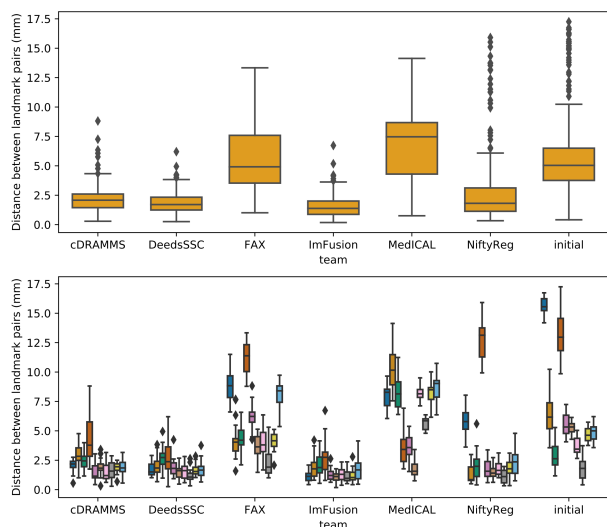 Distance between landmark pairs (mm)
17.5
15.0
12.5
10.0
7.5
5.0
2.5
0.0
cDRAMMS DeedsSSC FAX ImFusion MedICAL NiftyReg initial
team
Distance between landmark pairs (mm)
17.5
15.0
12.5
10.0
7.5
5.0
2.5
0.0
cDRAMMS DeedsSSC FAX ImFusion MedICAL NiftyReg initial
team